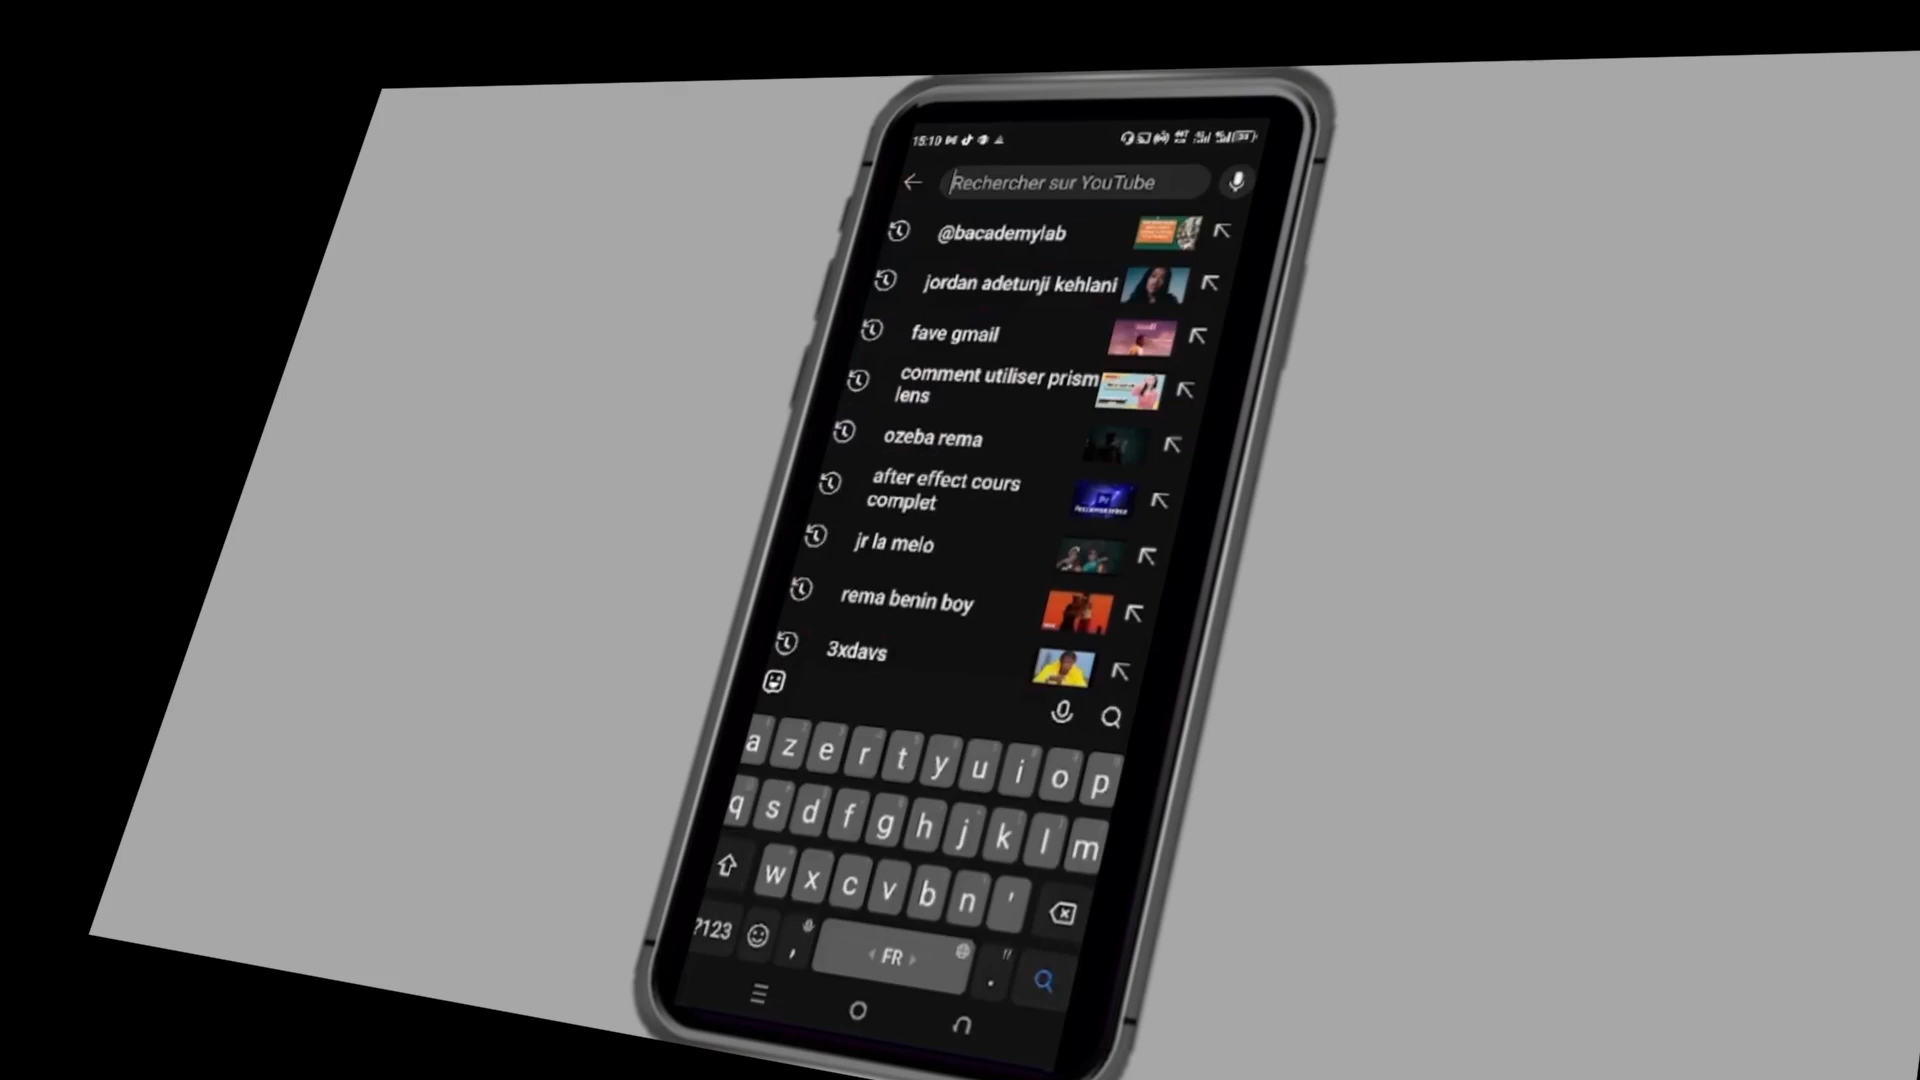 15:10
Rechercher sur YouTube
@bacademylab
jordan adetunji kehlani
fave gmail
comment utiliser prism
lens
ozeba rema
after effect cours
complet
jr la melo
rema benin boy
3xdavs
a z e r t y u i o p
q s d f g h j k l m
w x c v b n '
?123 , FR .